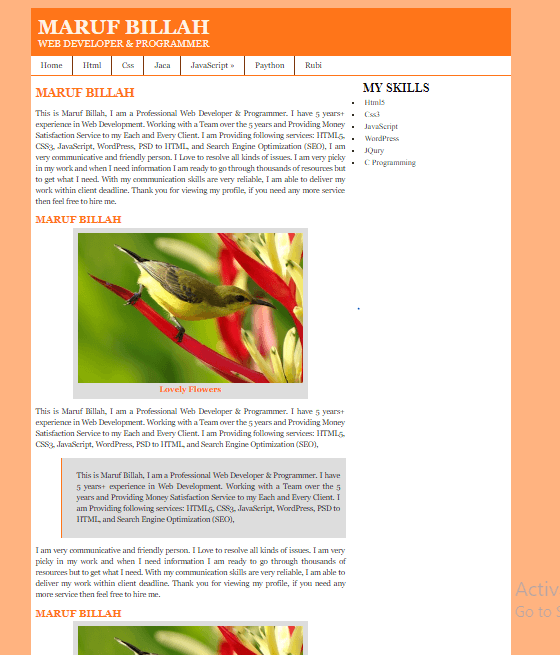 MARUF BILLAH
WEB DEVELOPER & PROGRAMMER
Home Html Css Jaca JavaScript » Paython Rubi
MARUF BILLAH
This is Maruf Billah, I am a Professional Web Developer & Programmer. I have 5 years+
experience in Web Development. Working with a Team over the 5 years and Providing Money
Satisfaction Service to my Each and Every Client. I am Providing following services: HTML5,
CSS3, JavaScript, WordPress, PSD to HTML, and Search Engine Optimization (SEO), I am
very communicative and friendly person. I Love to resolve all kinds of issues. I am very picky
in my work and when I need information I am ready to go through thousands of resources but
to get what I need. With my communication skills are very reliable, I am able to deliver my
work within client deadline. Thank you for viewing my profile, if you need any more service
then feel free to hire me.
MARUF BILLAH
Lovely Flowers
This is Maruf Billah, I am a Professional Web Developer & Programmer. I have 5 years+
experience in Web Development. Working with a Team over the 5 years and Providing Money
Satisfaction Service to my Each and Every Client. I am Providing following services: HTML5,
CSS3, JavaScript, WordPress, PSD to HTML, and Search Engine Optimization (SEO),
This is Maruf Billah, I am a Professional Web Developer & Programmer. I have
5 years+ experience in Web Development. Working with a Team over the 5
years and Providing Money Satisfaction Service to my Each and Every Client. I
am Providing following services: HTML5, CSS3, JavaScript, WordPress, PSD to
HTML, and Search Engine Optimization (SEO),
I am very communicative and friendly person. I Love to resolve all kinds of issues. I am very
picky in my work and when I need information I am ready to go through thousands of
resources but to get what I need. With my communication skills are very reliable, I am able to
deliver my work within client deadline. Thank you for viewing my profile, if you need any
more service then feel free to hire me.
MARUF BILLAH
MY SKILLS
Html5
Css3
JavaScript
WordPress
JQury
C Programming
Activ
Go to S